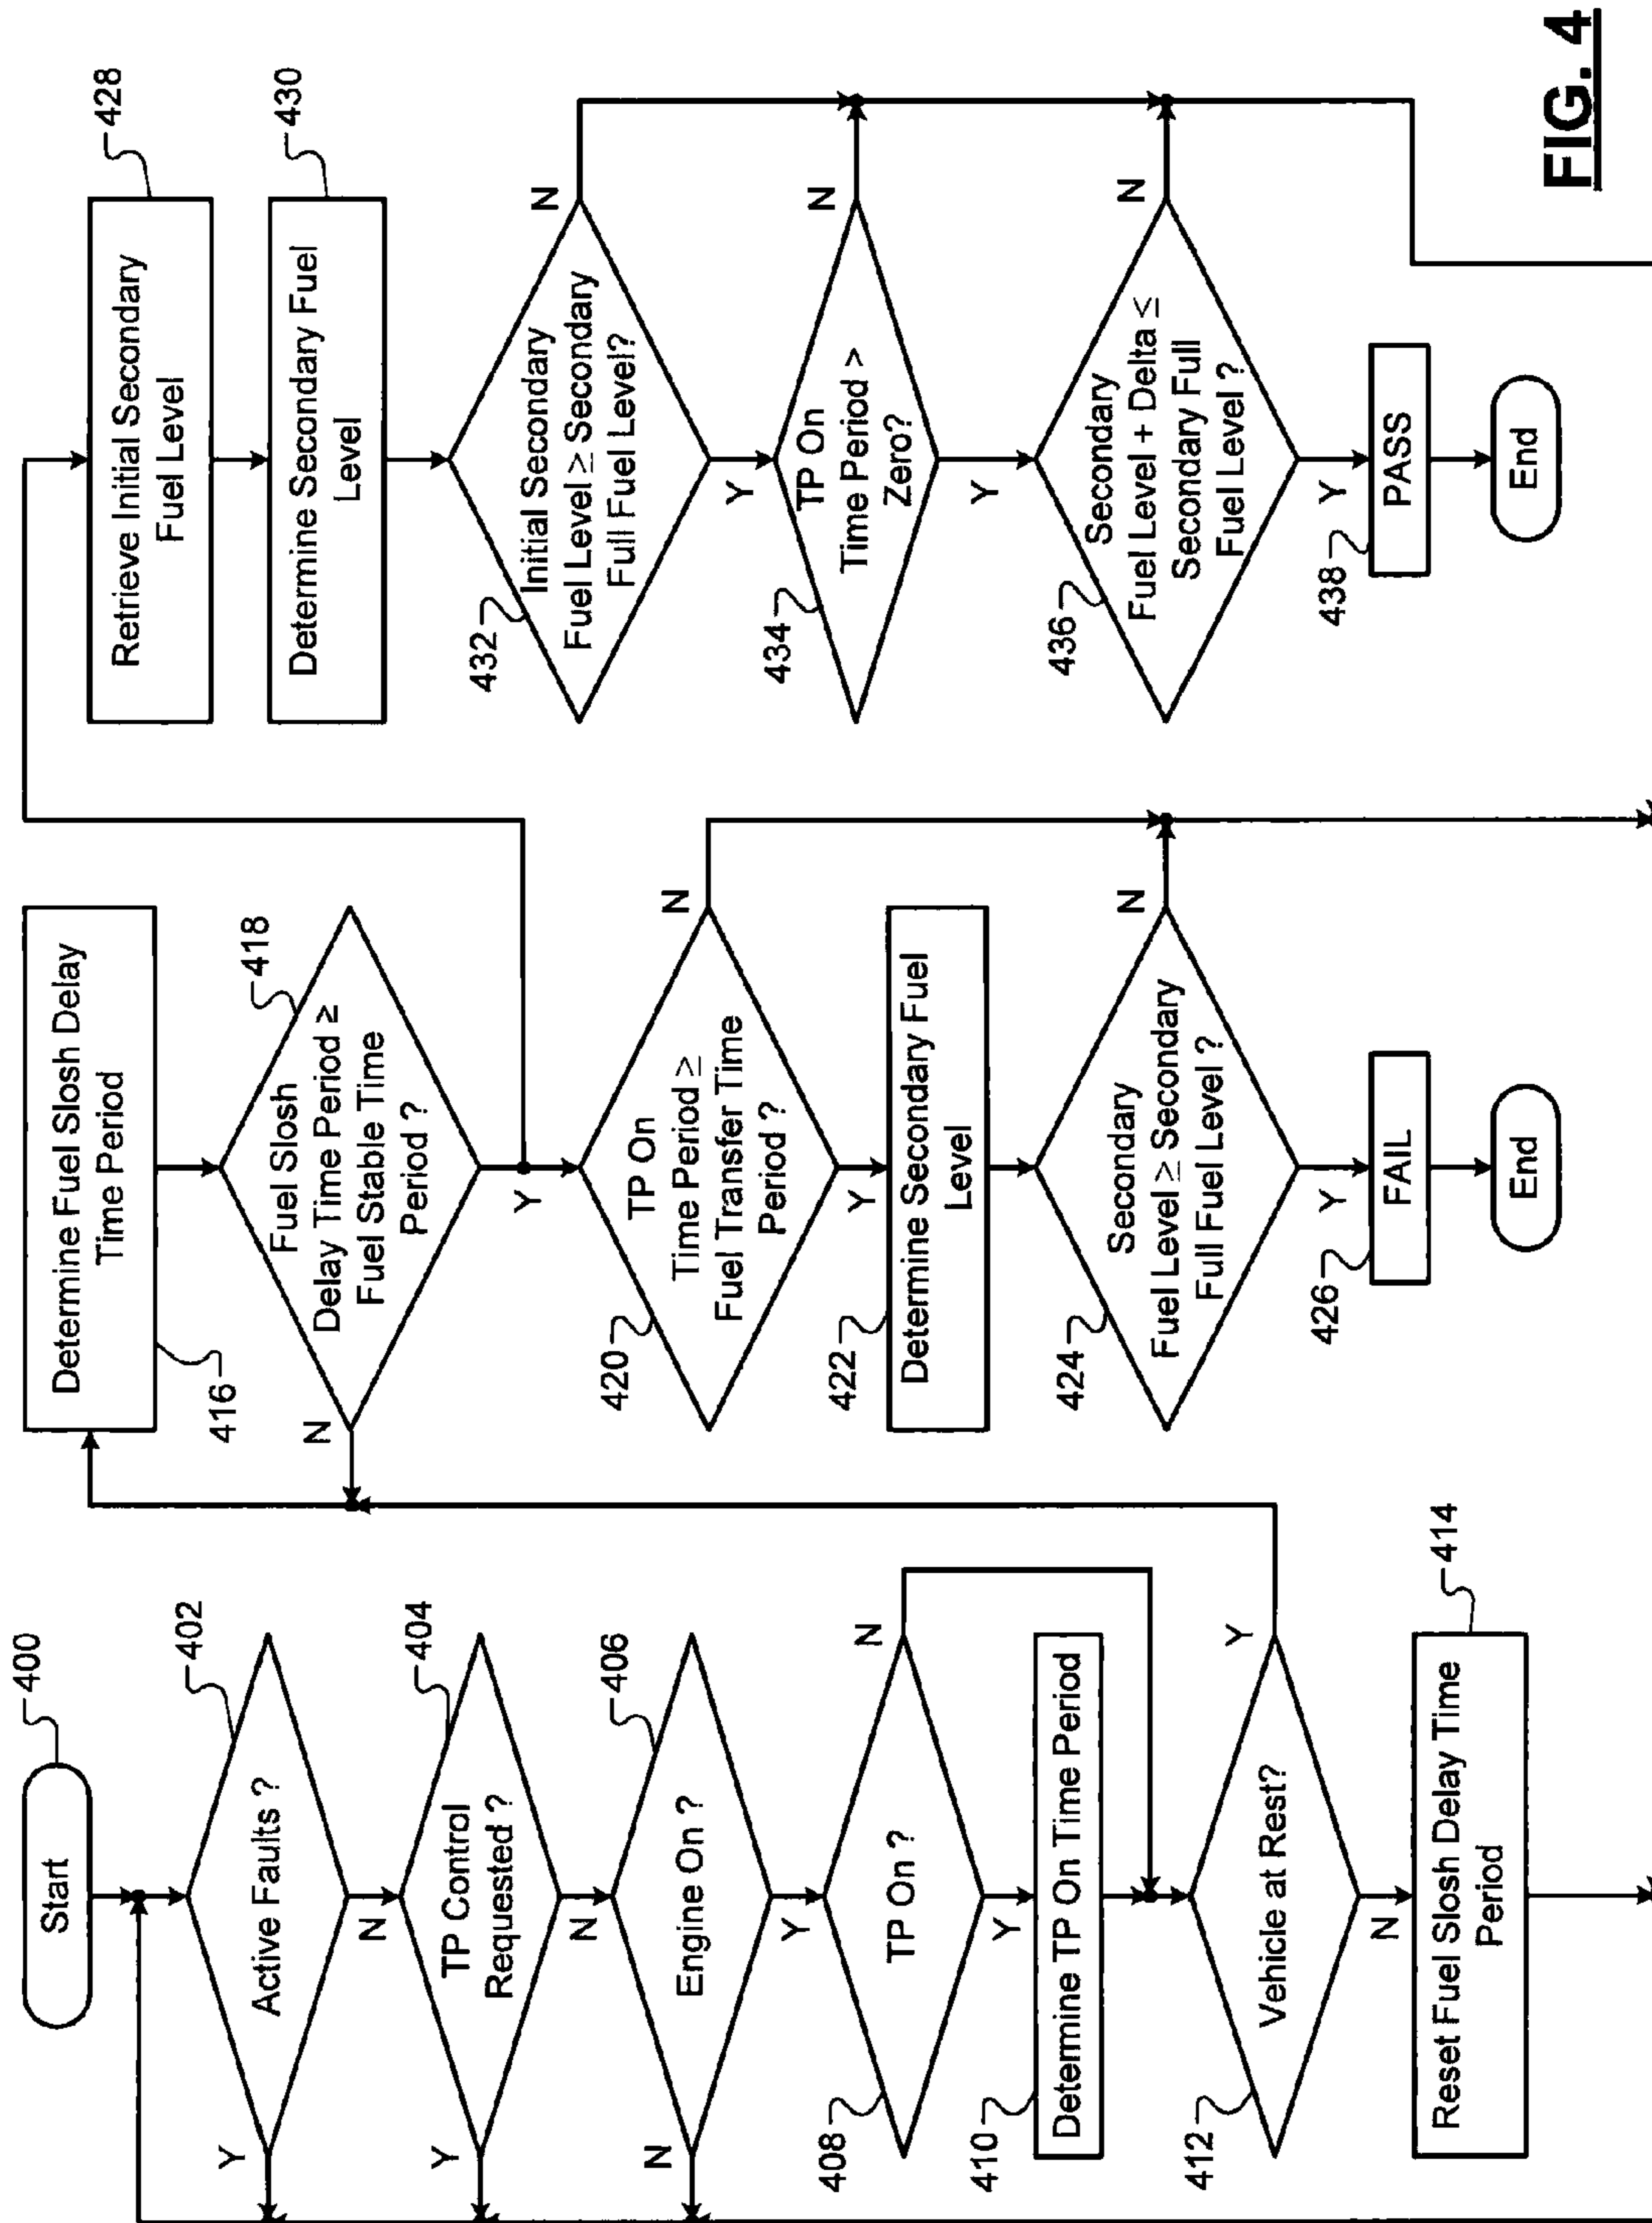 Start
400
Active Faults ?
402
Y
N
TP Control
Requested ?
404
Y
N
Engine On ?
406
N
Y
TP On ?
408
N
Y
Determine TP On Time Period
410
Vehicle at Rest?
412
Y
N
Reset Fuel Slosh Delay Time
Period
414
Determine Fuel Slosh Delay
Time Period
416
Fuel Slosh
Delay Time Period ≥
Fuel Stable Time
Period ?
418
N
Y
TP On
Time Period ≥
Fuel Transfer Time
Period ?
420
N
Y
Determine Secondary Fuel
Level
422
Secondary
Fuel Level ≥ Secondary
Full Fuel Level ?
424
N
Y
FAIL
426
End
Retrieve Initial Secondary
Fuel Level
428
Determine Secondary Fuel
Level
430
Initial Secondary
Fuel Level ≥ Secondary
Full Fuel Level?
432
N
Y
TP On
Time Period >
Zero?
434
N
Y
Secondary
Fuel Level + Delta ≤
Secondary Full
Fuel Level ?
436
N
Y
PASS
438
End
FIG. 4